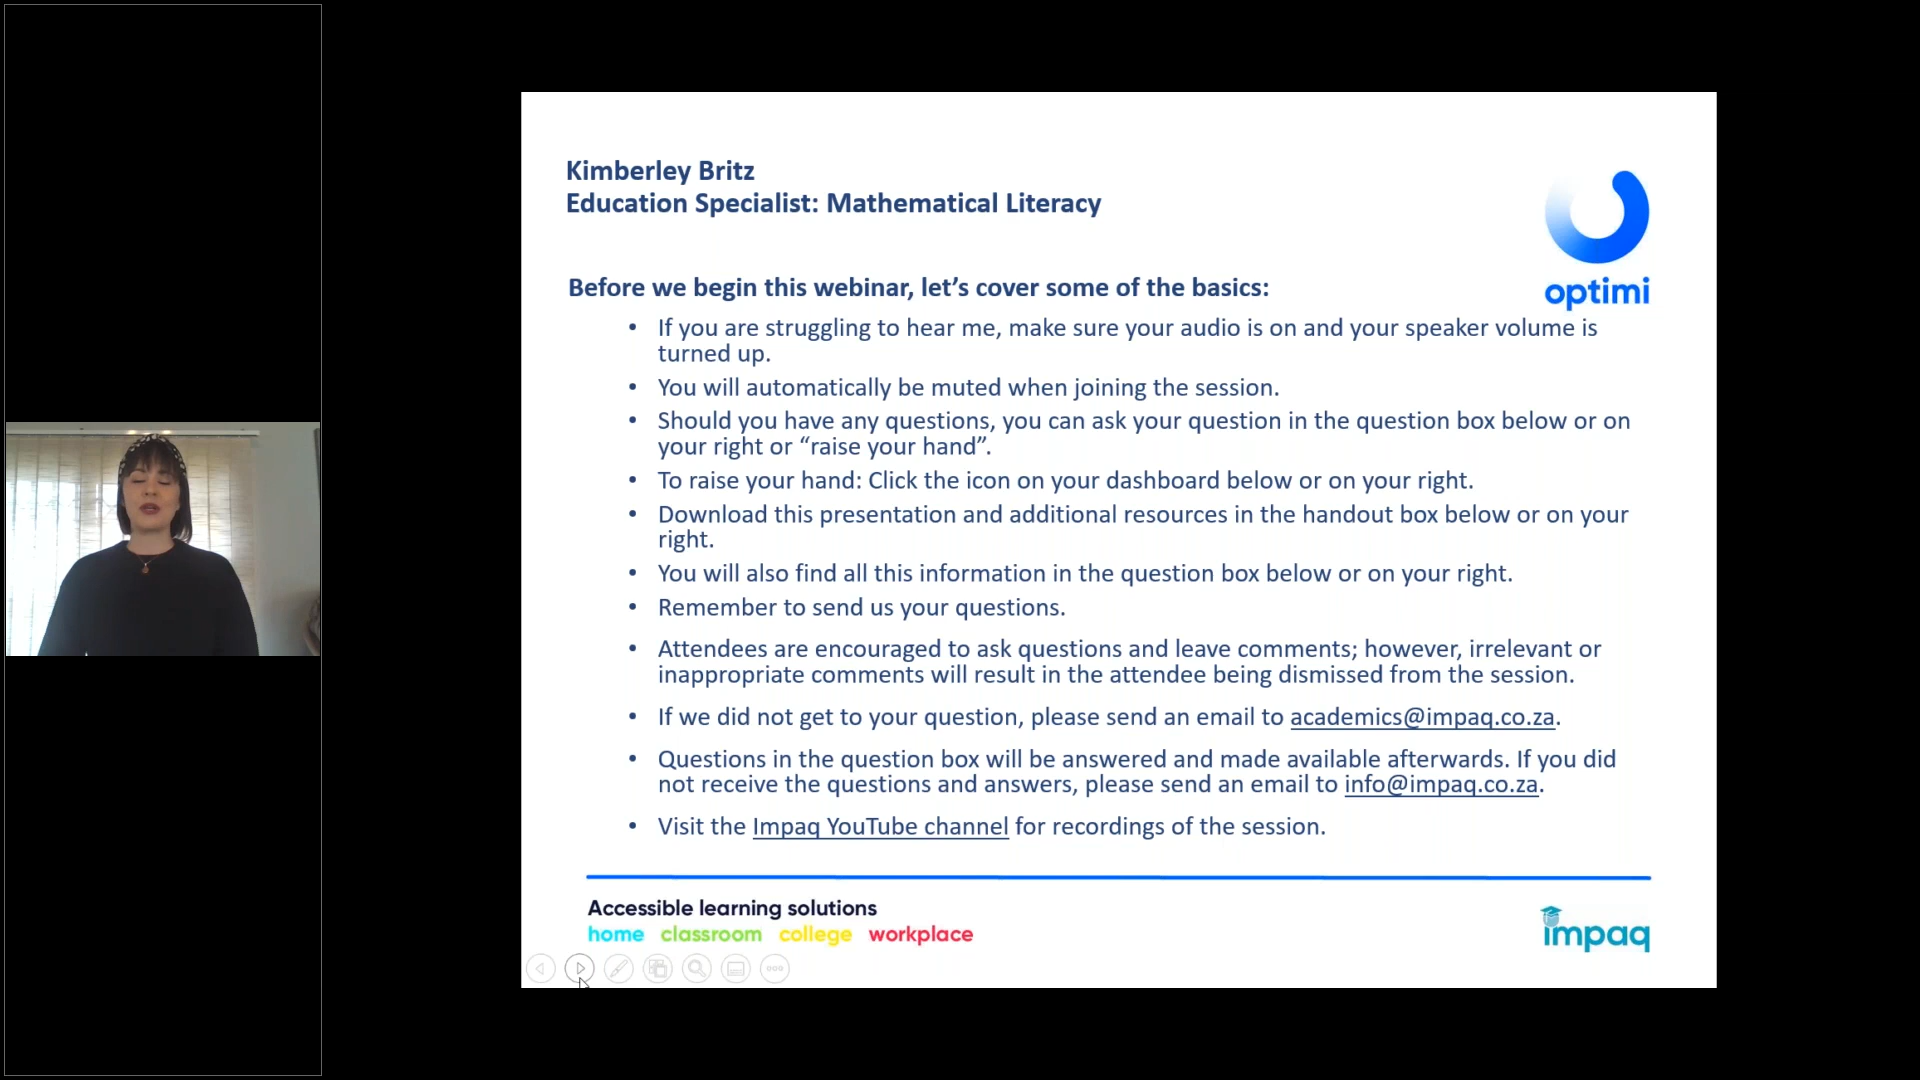 Kimberley Britz
Education Specialist: Mathematical Literacy
optimi
Before we begin this webinar, let’s cover some of the basics:
• If you are struggling to hear me, make sure your audio is on and your speaker volume is
turned up.
• You will automatically be muted when joining the session.
• Should you have any questions, you can ask your question in the question box below or on
your right or “raise your hand”.
• To raise your hand: Click the icon on your dashboard below or on your right.
• Download this presentation and additional resources in the handout box below or on your
right.
• You will also find all this information in the question box below or on your right.
• Remember to send us your questions.
• Attendees are encouraged to ask questions and leave comments; however, irrelevant or
inappropriate comments will result in the attendee being dismissed from the session.
• If we did not get to your question, please send an email to academics@impaq.co.za.
• Questions in the question box will be answered and made available afterwards. If you did
not receive the questions and answers, please send an email to info@impaq.co.za.
• Visit the Impaq YouTube channel for recordings of the session.
Accessible learning solutions
home classroom college workplace
impaq